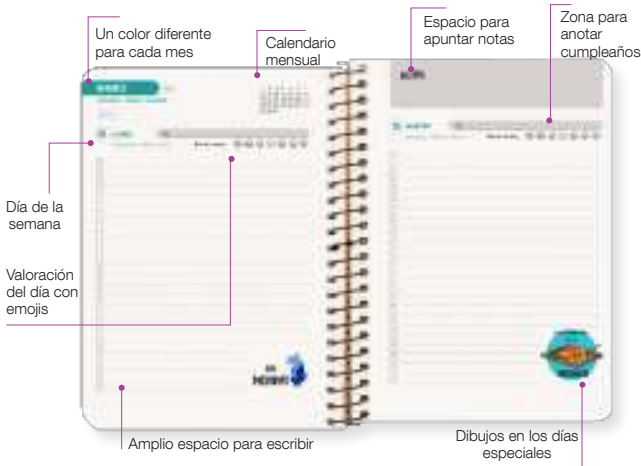 Un color diferente
para cada mes
Calendario
mensual
Espacio para
apuntar notas
Zona para
anotar
cumpleaños
Día de la
semana
Valoración
del día con
emojis
Amplio espacio para escribir
Dibujos en los días
especiales